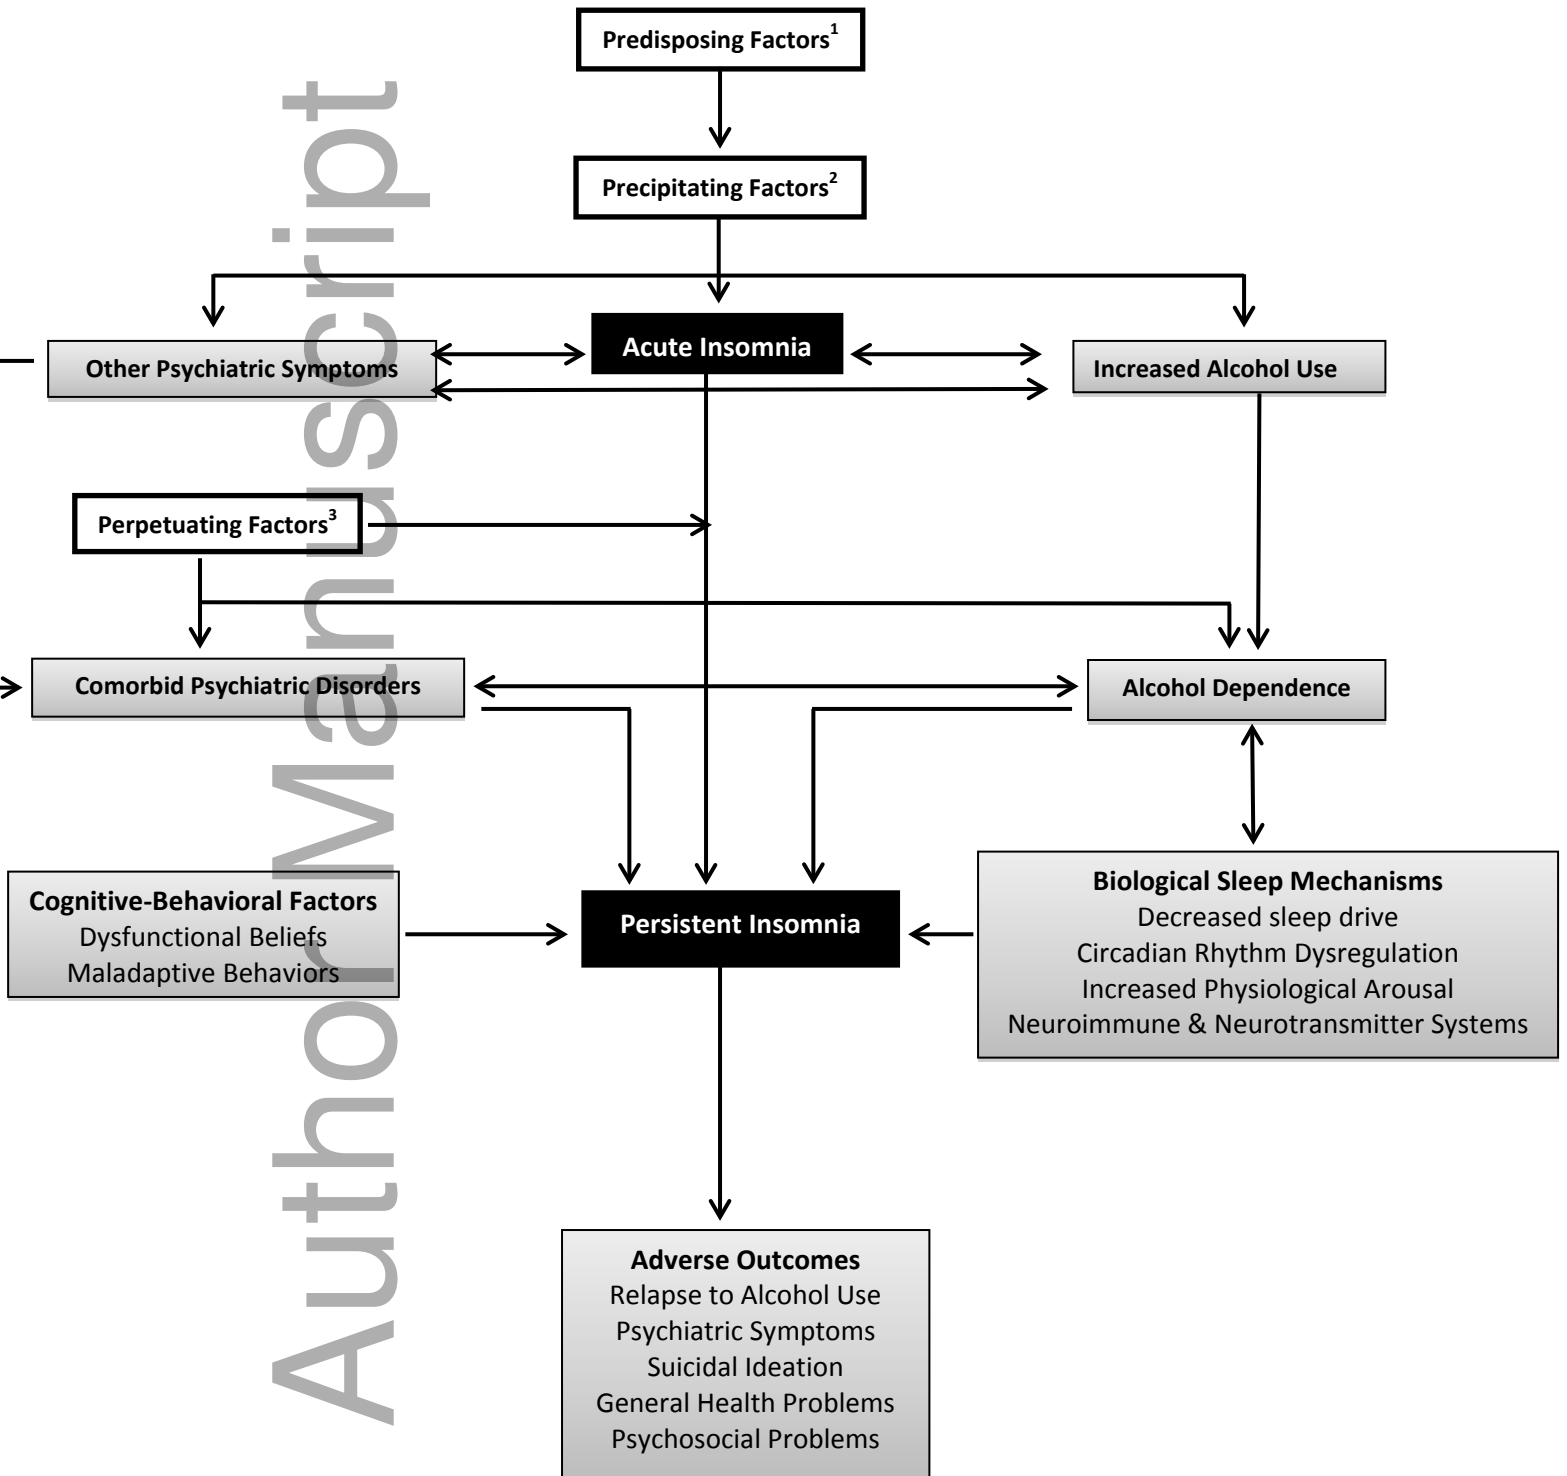 Predisposing Factors1
Precipitating Factors2
Acute Insomnia
Other Psychiatric Symptoms
Increased Alcohol Use
Perpetuating Factors3
Comorbid Psychiatric Disorders
Alcohol Dependence
Cognitive-Behavioral Factors
Dysfunctional Beliefs
Maladaptive Behaviors
Persistent Insomnia
Biological Sleep Mechanisms
Decreased sleep drive
Circadian Rhythm Dysregulation
Increased Physiological Arousal
Neuroimmune & Neurotransmitter Systems
Adverse Outcomes
Relapse to Alcohol Use
Psychiatric Symptoms
Suicidal Ideation
General Health Problems
Psychosocial Problems
Author Manuscript